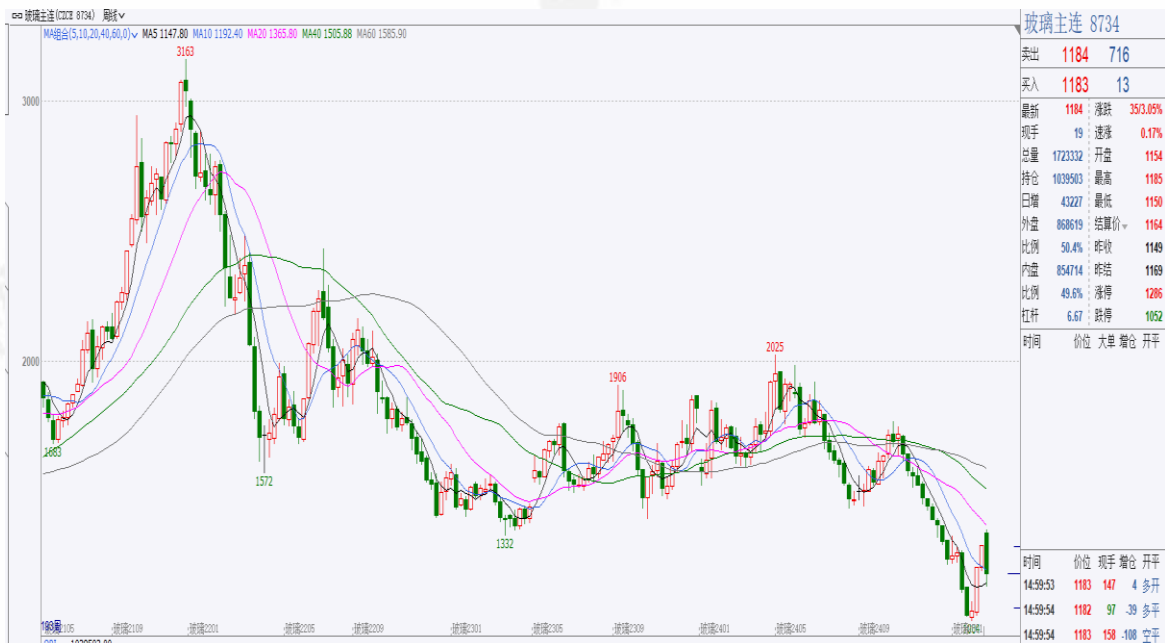 玻璃主连(CZCE 8734) 周线
MA组合(5,10,20,40,60,0) MA5 1147.80 MA10 1192.40 MA20 1365.80 MA40 1505.88 MA60 1585.90
3163
3000
2025
2000
1906
1683
1572
1332
玻璃2109
玻璃2201
玻璃2205
玻璃2209
玻璃2301
玻璃2305
玻璃2309
玻璃2401
玻璃2405
玻璃2409
玻璃主连 8734
卖出 1184 716
买入 1183 13
最新 1184 涨跌 35/3.05%
现手 19 速涨 0.17%
总量 1723332 开盘 1154
持仓 1039503 最高 1185
日增 43227 最低 1150
外盘 868619 结算价 1164
比例 50.4% 昨收 1149
内盘 854714 昨结 1169
比例 49.6% 涨停 1286
杠杆 6.67 跌停 1052
时间 价位 大单 增仓 开平
时间 价位 现手 增仓 开平
14:59:53 1183 147 4 多开
14:59:54 1182 97 -39 多平
14:59:54 1183 158 -108 空平